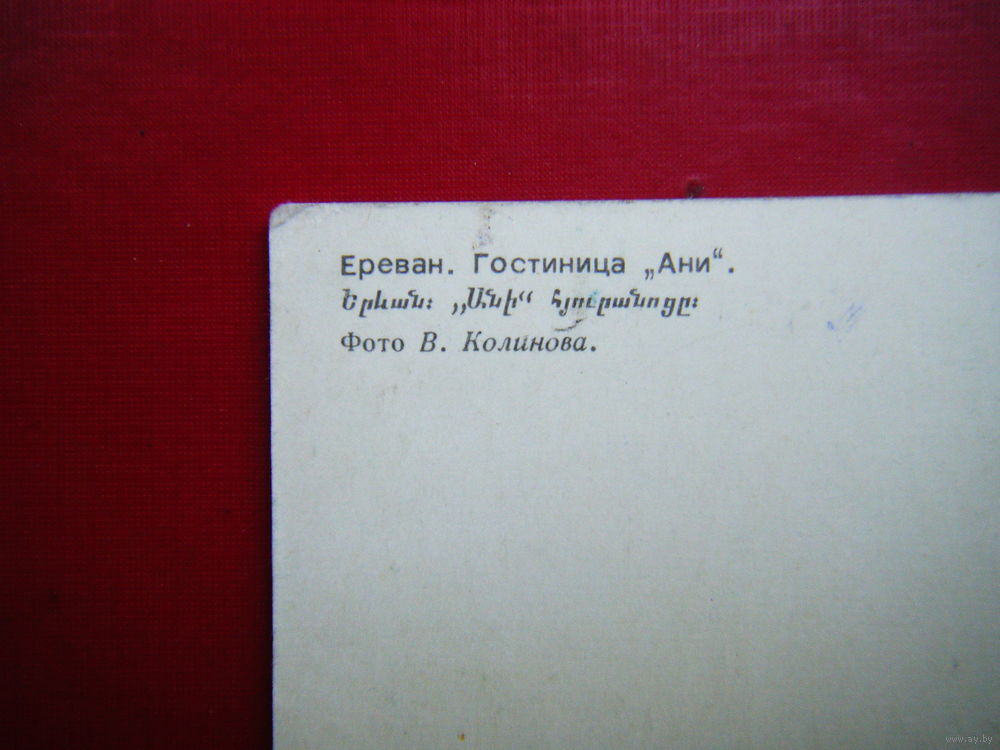 Ереван. Гостиница „Ани“.
Երևան։ ,,Անի‘‘ հյուրանոցը։
Фото В. Колинова.
www.ay.by